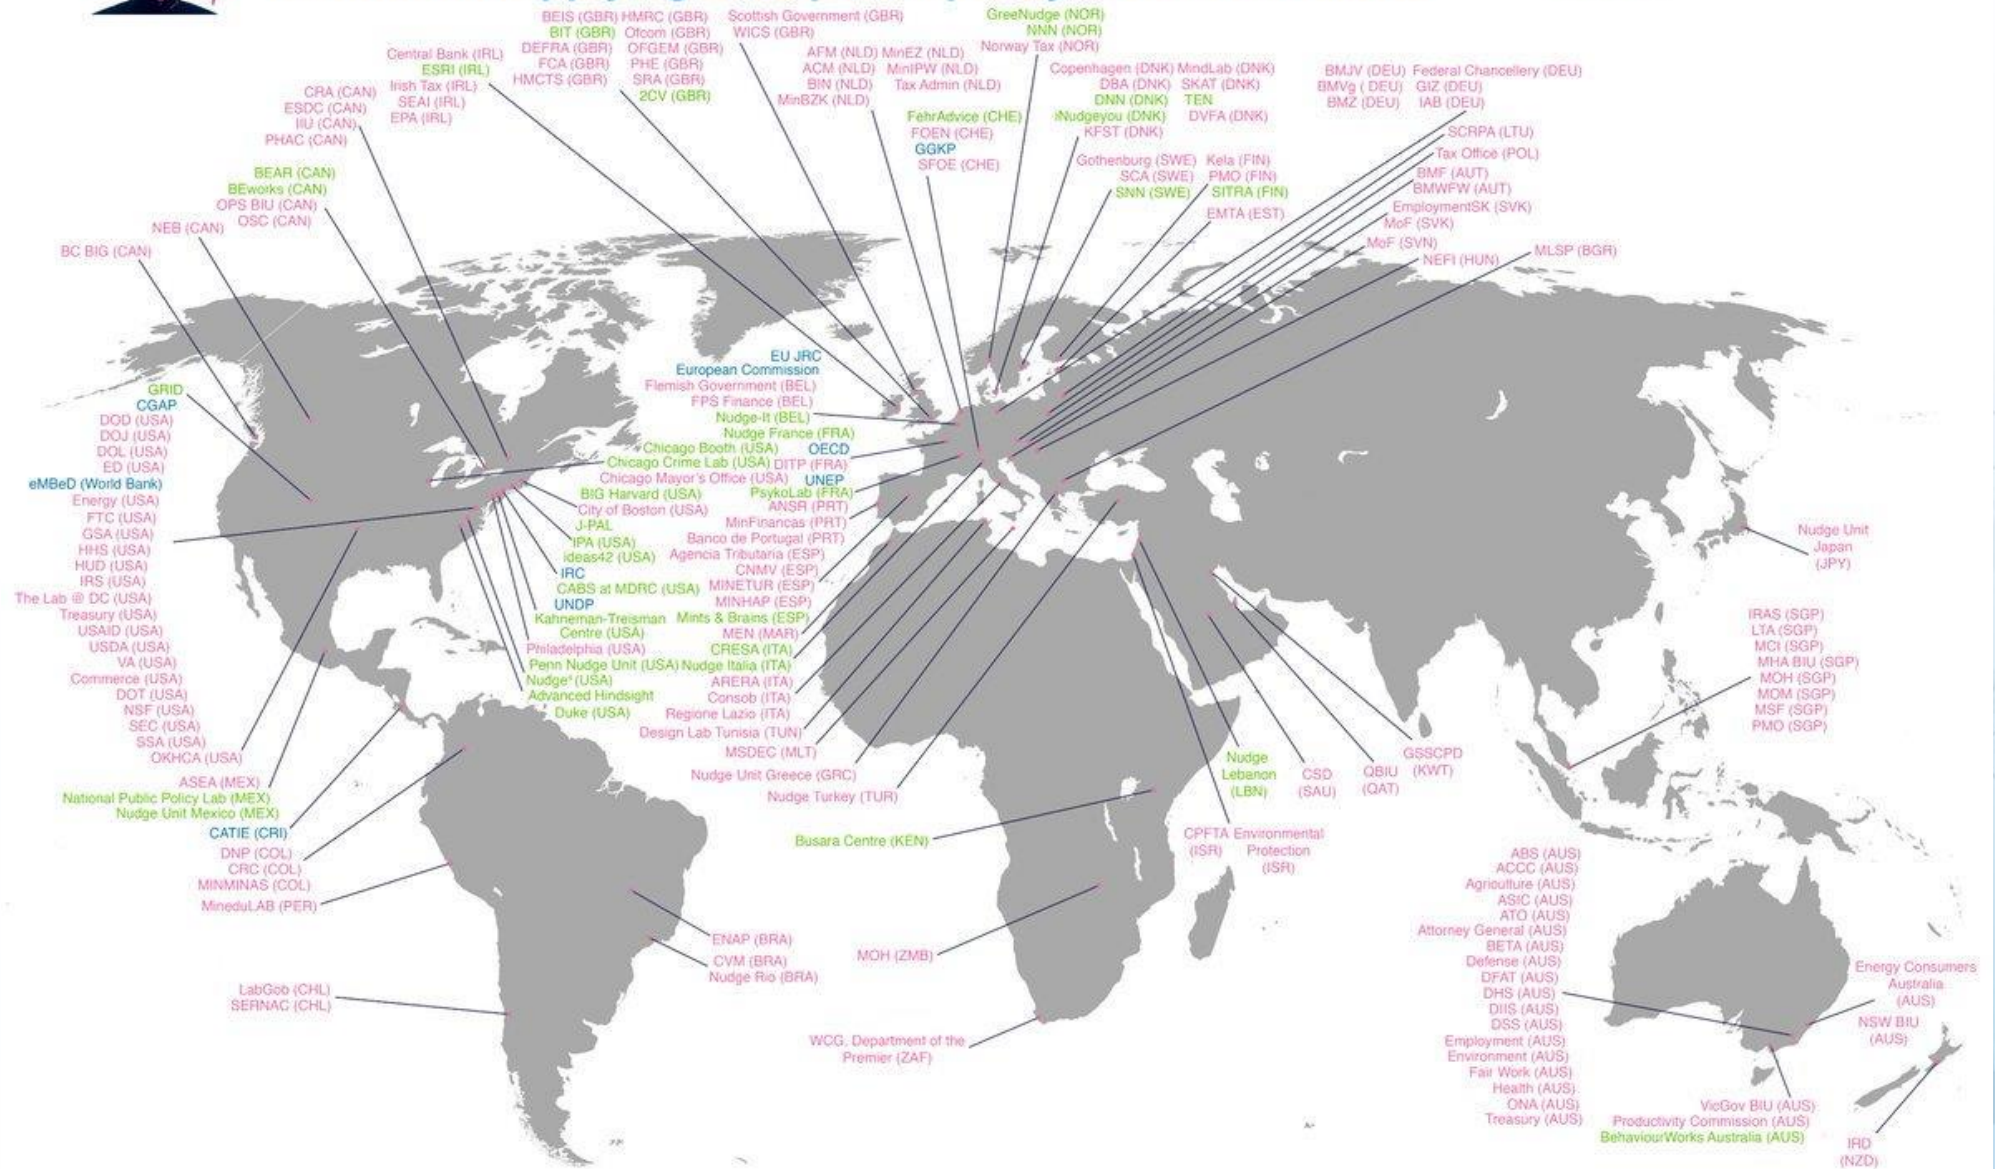 BEIS (GBR) HMRC (GBR)
BIT (GBR) Ofcom (GBR)
DEFRA (GBR) OFGEM (GBR)
FCA (GBR) PHE (GBR)
HMCTS (GBR) SRA (GBR)
2CV (GBR)
Scottish Government (GBR)
WICS (GBR)
GreeNudge (NOR)
NNN (NOR)
Norway Tax (NOR)
Central Bank (IRL)
ESRI (IRL)
Irish Tax (IRL)
SEAI (IRL)
EPA (IRL)
AFM (NLD) MinEZ (NLD)
ACM (NLD) MinIPW (NLD)
BIN (NLD) Tax Admin (NLD)
MinBZK (NLD)
Copenhagen (DNK) MindLab (DNK)
DBA (DNK) SKAT (DNK)
DNN (DNK) TEN
iNudgeyou (DNK) DVFA (DNK)
KFST (DNK)
BMJV (DEU) Federal Chancellery (DEU)
BMVg ( DEU) GIZ (DEU)
BMZ (DEU) IAB (DEU)
CRA (CAN)
ESDC (CAN)
IIU (CAN)
PHAC (CAN)
FehrAdvice (CHE)
FOEN (CHE)
GGKP
SFOE (CHE)
SCRPA (LTU)
Tax Office (POL)
BMF (AUT)
BMWFW (AUT)
EmploymentSK (SVK)
MoF (SVK)
MoF (SVN)
NEFI (HUN)
MLSP (BGR)
Gothenburg (SWE) Kela (FIN)
SCA (SWE) PMO (FIN)
SNN (SWE) SITRA (FIN)
EMTA (EST)
BEAR (CAN)
BEworks (CAN)
OPS BIU (CAN)
OSC (CAN)
NEB (CAN)
BC BIG (CAN)
GRID
CGAP
DOD (USA)
DOJ (USA)
DOL (USA)
ED (USA)
eMBeD (World Bank)
Energy (USA)
FTC (USA)
GSA (USA)
HHS (USA)
HUD (USA)
IRS (USA)
The Lab @ DC (USA)
Treasury (USA)
USAID (USA)
USDA (USA)
VA (USA)
Commerce (USA)
DOT (USA)
NSF (USA)
SEC (USA)
SSA (USA)
OKHCA (USA)
ASEA (MEX)
National Public Policy Lab (MEX)
Nudge Unit Mexico (MEX)
CATIE (CRI)
DNP (COL)
CRC (COL)
MINMINAS (COL)
MineduLAB (PER)
LabGob (CHL)
SERNAC (CHL)
EU JRC
European Commission
Flemish Government (BEL)
FPS Finance (BEL)
Nudge-It (BEL)
Nudge France (FRA)
Chicago Booth (USA) OECD
Chicago Crime Lab (USA) DITP (FRA)
Chicago Mayor's Office (USA) UNEP
BIG Harvard (USA) PsykoLab (FRA)
City of Boston (USA) ANSR (PRT)
J-PAL MinFinancas (PRT)
IPA (USA) Banco de Portugal (PRT)
ideas42 (USA) Agencia Tributaria (ESP)
IRC CNMV (ESP)
CABS at MDRC (USA) MINETUR (ESP)
UNDP MINHAP (ESP)
Kahneman-Treisman Mints & Brains (ESP)
Centre (USA) MEN (MAR)
Philadelphia (USA) CRESA (ITA)
Penn Nudge Unit (USA) Nudge Italia (ITA)
Nudge⁴ (USA) ARERA (ITA)
Advanced Hindsight Consob (ITA)
Duke (USA) Regione Lazio (ITA)
Design Lab Tunisia (TUN)
MSDEC (MLT)
Nudge Unit Greece (GRC)
Nudge Turkey (TUR)
Busara Centre (KEN)
MOH (ZMB)
WCG, Department of the
Premier (ZAF)
ENAP (BRA)
CVM (BRA)
Nudge Rio (BRA)
Nudge
Lebanon
(LBN)
CSD
(SAU)
QBIU
(QAT)
GSSCPD
(KWT)
CPFTA Environmental
(ISR) Protection
(ISR)
Nudge Unit
Japan
(JPY)
IRAS (SGP)
LTA (SGP)
MCI (SGP)
MHA BIU (SGP)
MOH (SGP)
MOM (SGP)
MSF (SGP)
PMO (SGP)
ABS (AUS)
ACCC (AUS)
Agriculture (AUS)
ASIC (AUS)
ATO (AUS)
Attorney General (AUS)
BETA (AUS)
Defense (AUS)
DFAT (AUS)
DHS (AUS)
DIIS (AUS)
DSS (AUS)
Employment (AUS)
Environment (AUS)
Fair Work (AUS)
Health (AUS)
ONA (AUS)
Treasury (AUS)
Energy Consumers
Australia
(AUS)
NSW BIU
(AUS)
VicGov BIU (AUS)
Productivity Commission (AUS)
BehaviourWorks Australia (AUS)
IRD
(NZD)